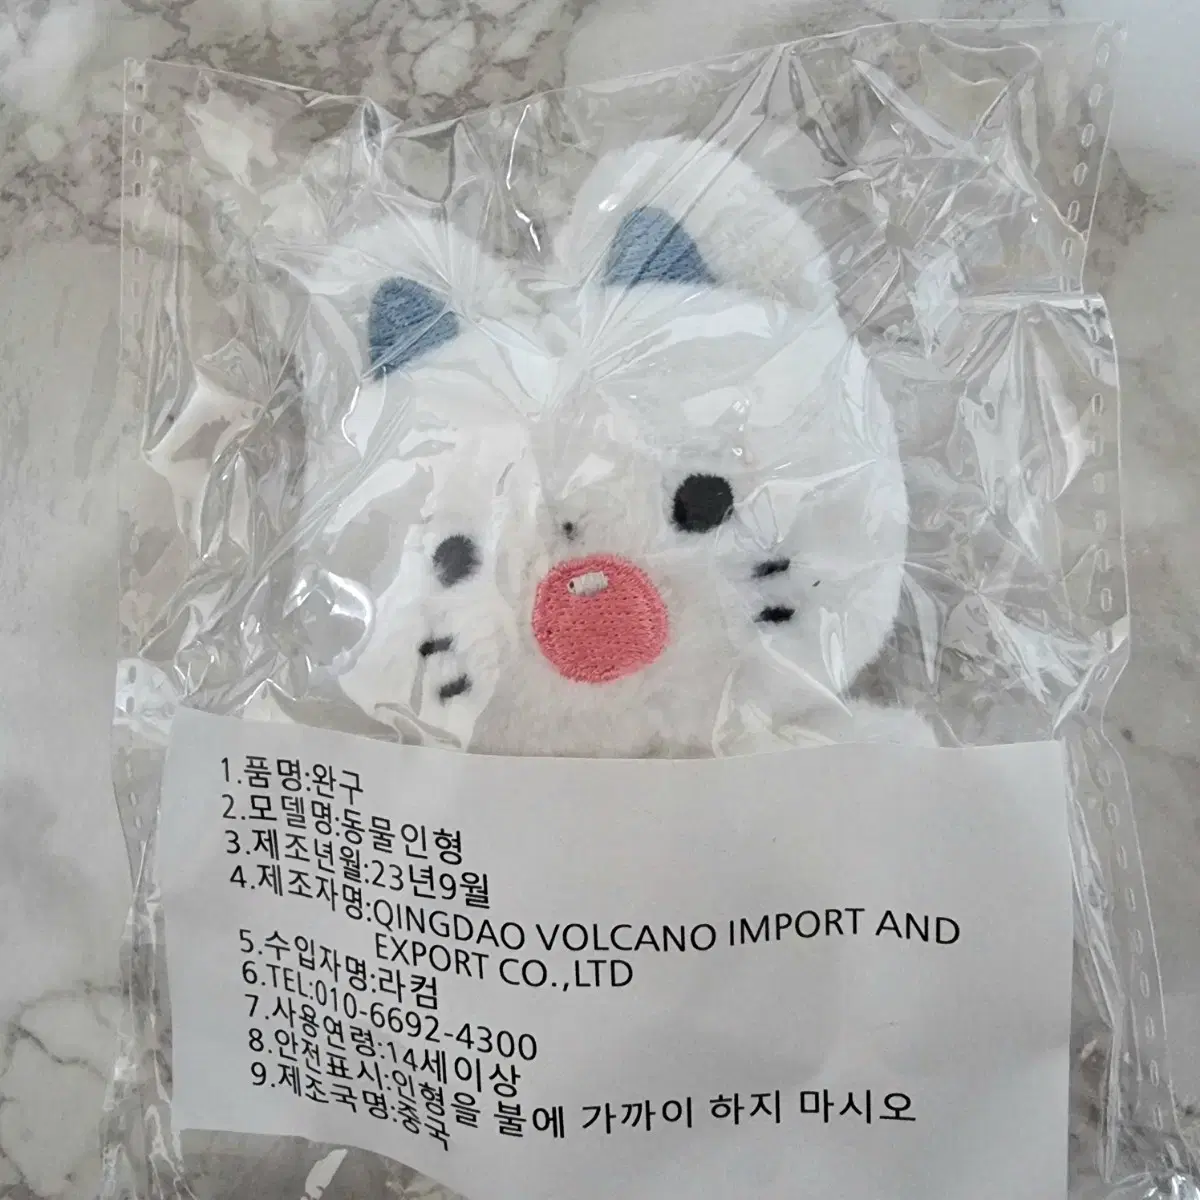 1.품명:완구
2.모델명:동물인형
3.제조년월:23년9월
4.제조자명:QINGDAO VOLCANO IMPORT AND
EXPORT CO.,LTD
5.수입자명:라컴
6.TEL:010-6692-4300
7.사용연령:14세이상
8.안전표시:인형을 불에 가까이 하지 마시오
9.제조국명:중국